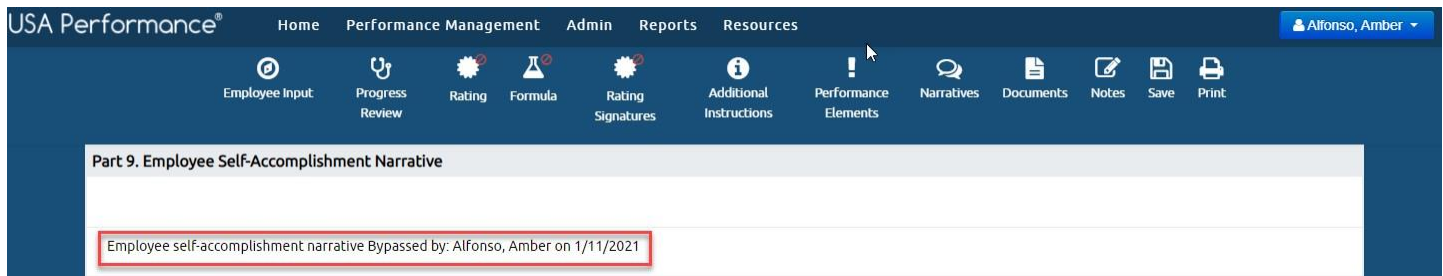 USA Performance® Home Performance Management Admin Reports Resources Alfonso, Amber
Employee Input Progress Review Rating Formula Rating Signatures Additional Instructions Performance Elements Narratives Documents Notes Save Print
Part 9. Employee Self-Accomplishment Narrative
Employee self-accomplishment narrative Bypassed by: Alfonso, Amber on 1/11/2021